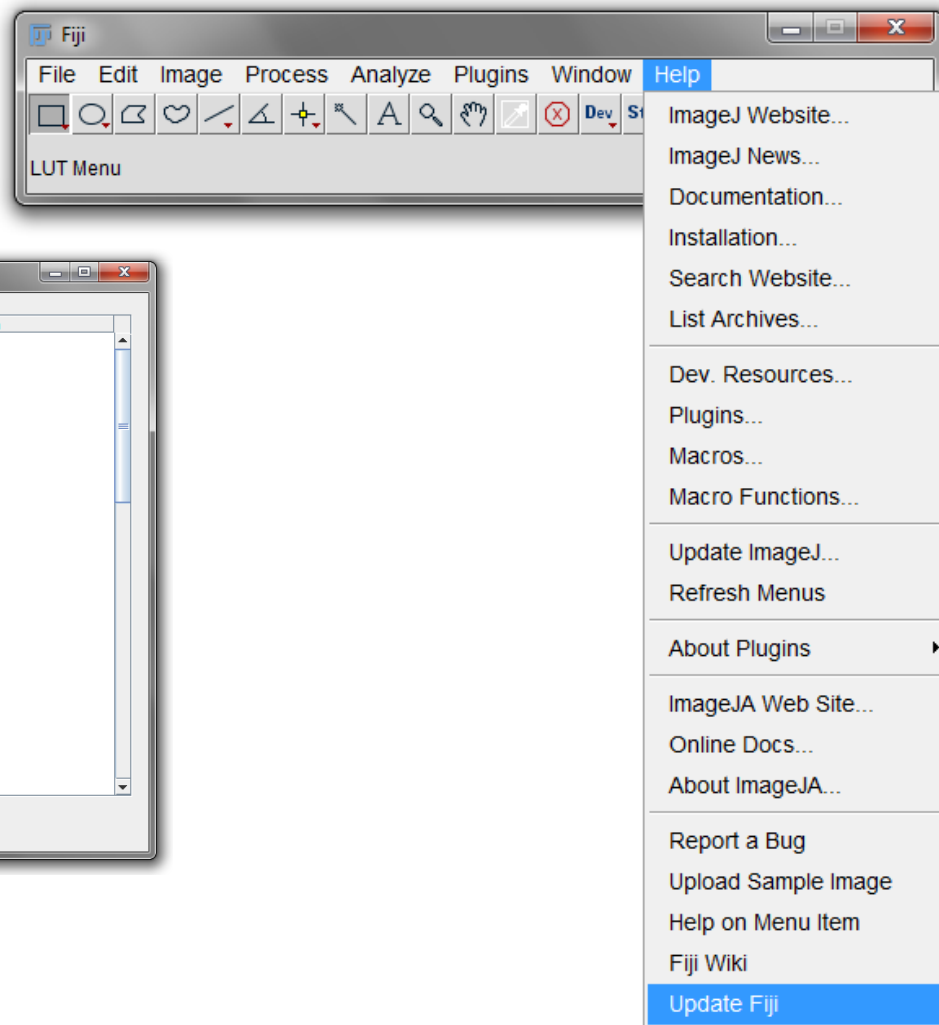 Fiji
File Edit Image Process Analyze Plugins Window Help
A Dev St
LUT Menu
ImageJ Website...
ImageJ News...
Documentation...
Installation...
Search Website...
List Archives...
Dev. Resources...
Plugins...
Macros...
Macro Functions...
Update ImageJ...
Refresh Menus
About Plugins
ImageJA Web Site...
Online Docs...
About ImageJA...
Report a Bug
Upload Sample Image
Help on Menu Item
Fiji Wiki
Update Fiji